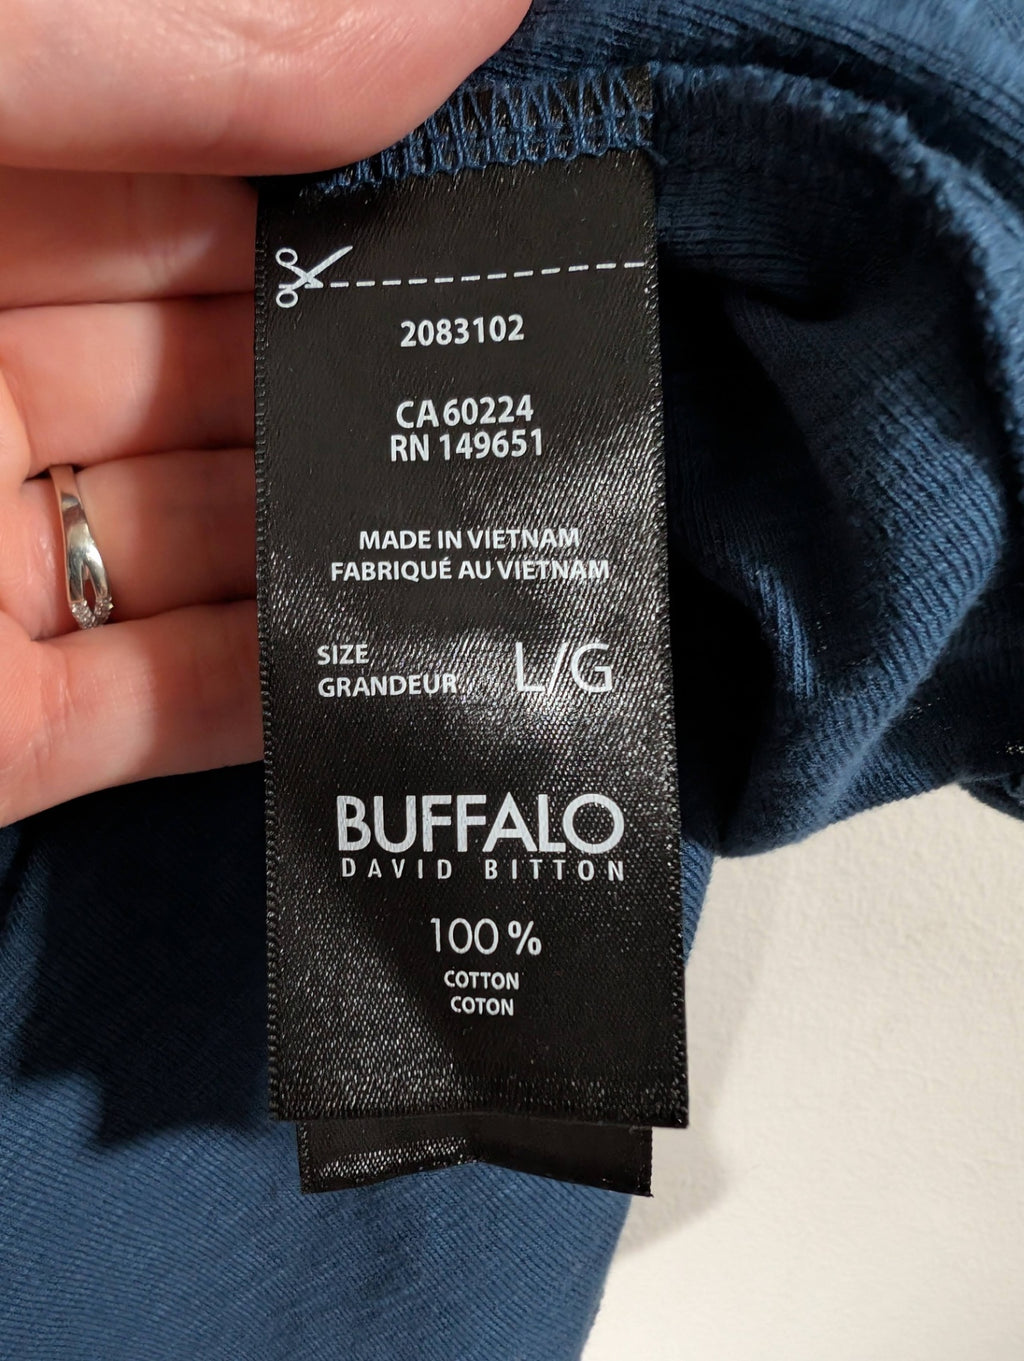 2083102
CA 60224
RN 149651
MADE IN VIETNAM
FABRIQUÉ AU VIETNAM
SIZE
GRANDEUR L/G
BUFFALO
DAVID BITTON
100 %
COTTON
COTON